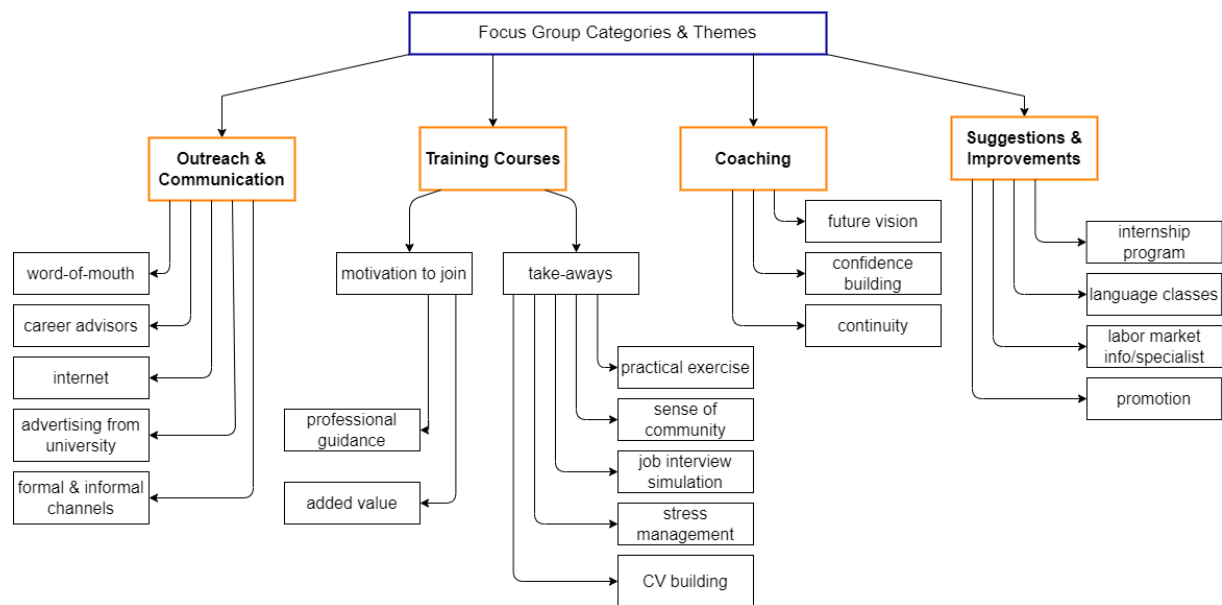 Focus Group Categories & Themes
Outreach &
Communication
word-of-mouth
career advisors
internet
advertising from
university
formal & informal
channels
Training Courses
motivation to join
professional
guidance
added value
take-aways
practical exercise
sense of
community
job interview
simulation
stress
management
CV building
Coaching
future vision
confidence
building
continuity
Suggestions &
Improvements
internship
program
language classes
labor market
info/specialist
promotion